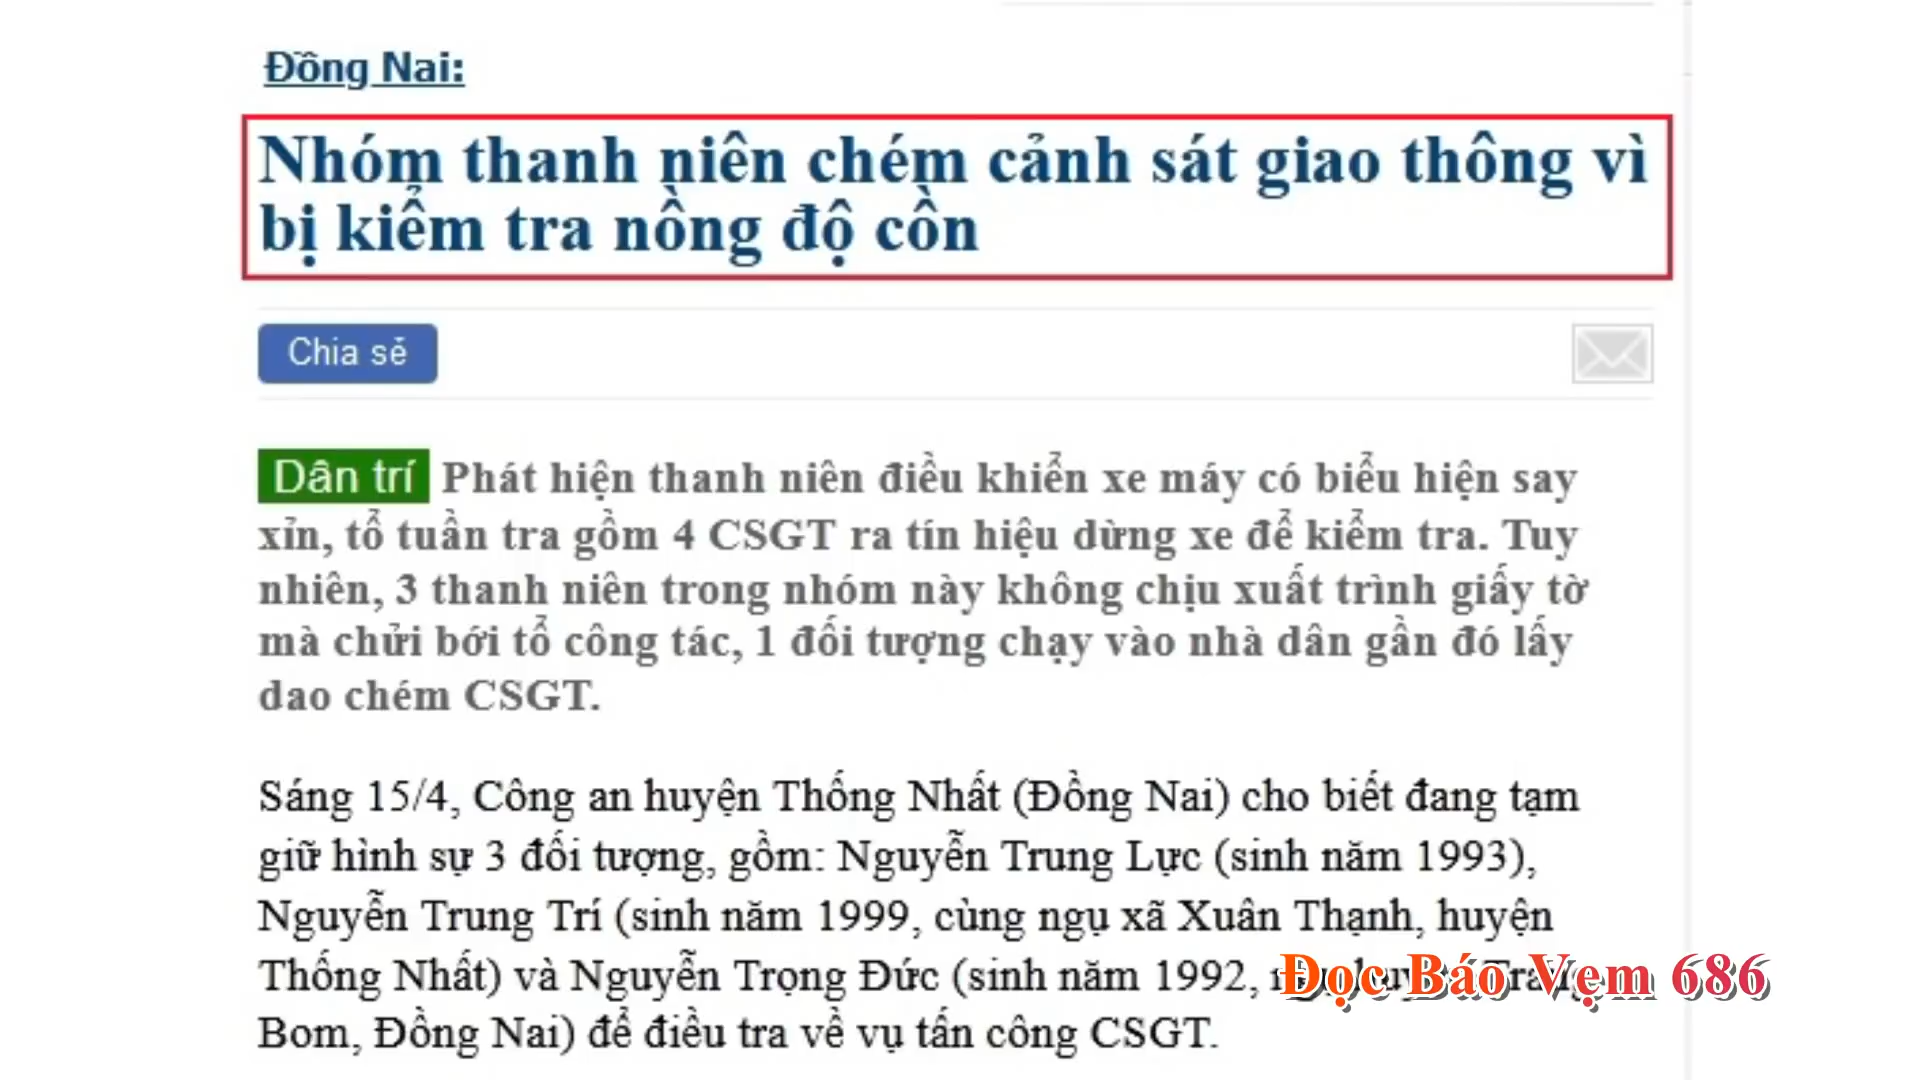 Đồng Nai:
Nhóm thanh niên chém cảnh sát giao thông vì
bị kiểm tra nồng độ cồn
Chia sẻ
Dân trí Phát hiện thanh niên điều khiển xe máy có biểu hiện say
xỉn, tổ tuần tra gồm 4 CSGT ra tín hiệu dừng xe để kiểm tra. Tuy
nhiên, 3 thanh niên trong nhóm này không chịu xuất trình giấy tờ
mà chửi bới tổ công tác, 1 đối tượng chạy vào nhà dân gần đó lấy
dao chém CSGT.
Sáng 15/4, Công an huyện Thống Nhất (Đồng Nai) cho biết đang tạm
giữ hình sự 3 đối tượng, gồm: Nguyễn Trung Lực (sinh năm 1993),
Nguyễn Trung Trí (sinh năm 1999, cùng ngụ xã Xuân Thạnh, huyện
Thống Nhất) và Nguyễn Trọng Đức (sinh năm 1992,
Đọc Báo Vẹm 686
Bom, Đồng Nai) để điều tra về vụ tấn công CSGT.